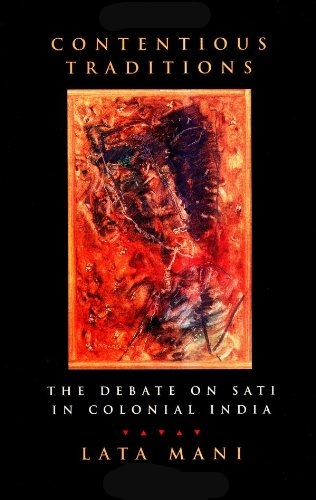 CONTENTIOUS
TRADITIONS
THE DEBATE ON SATI
IN COLONIAL INDIA
LATA MANI